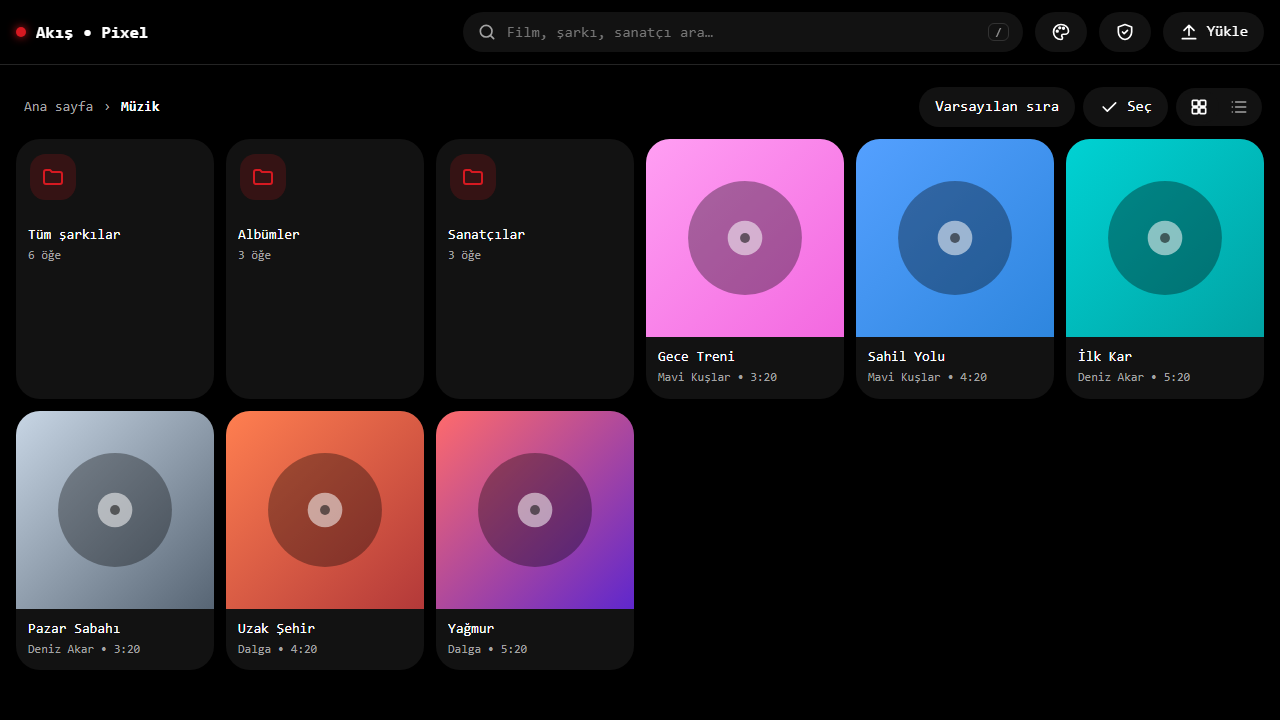 Akış • Pixel
Film, şarkı, sanatçı ara…
/
Yükle
Ana sayfa › Müzik
Varsayılan sıra
Seç
Tüm şarkılar
6 öğe
Albümler
3 öğe
Sanatçılar
3 öğe
Gece Treni
Mavi Kuşlar • 3:20
Sahil Yolu
Mavi Kuşlar • 4:20
İlk Kar
Deniz Akar • 5:20
Pazar Sabahı
Deniz Akar • 3:20
Uzak Şehir
Dalga • 4:20
Yağmur
Dalga • 5:20